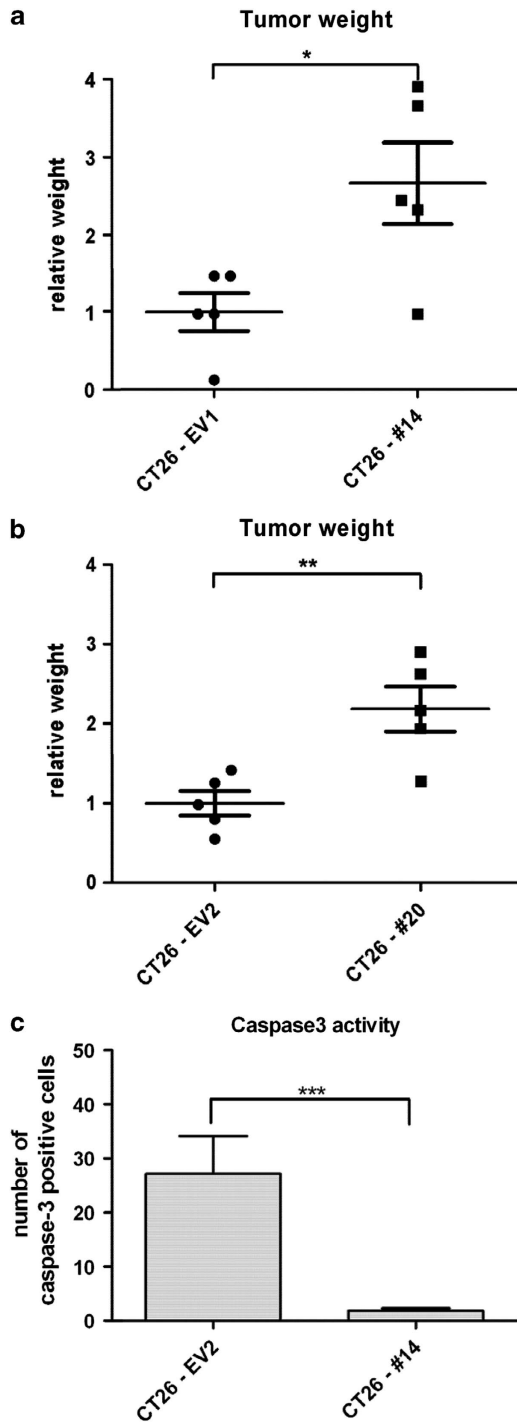 a
Tumor weight
*
4
3
2
1
0
relative weight
CT26 - EV1
CT26 - #14
b
Tumor weight
**
4
3
2
1
0
relative weight
CT26 - EV2
CT26 - #20
c
Caspase3 activity
***
50
40
30
20
10
0
number of
caspase-3 positive cells
CT26 - EV2
CT26 - #14